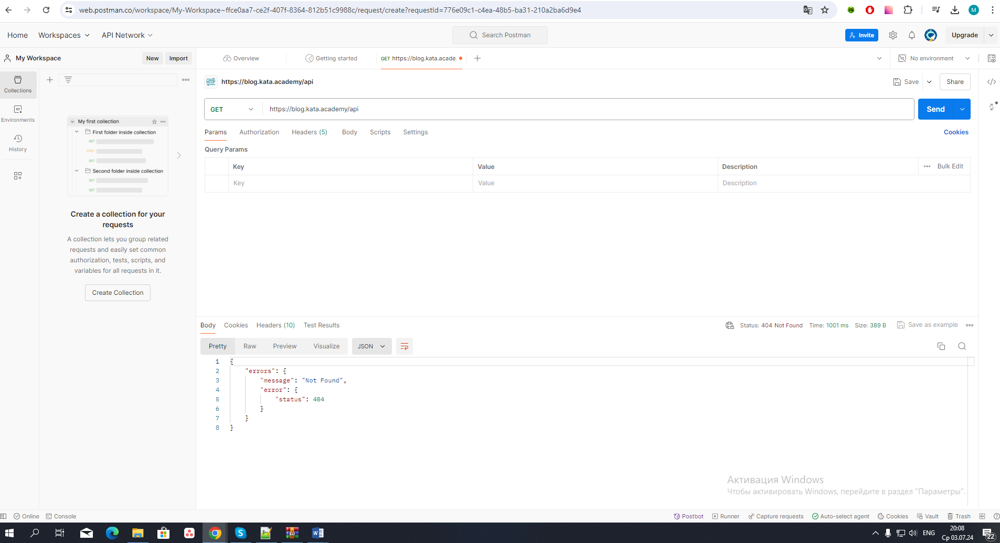 web.postman.co/workspace/My-Workspace~ffce0aa7-ce2f-407f-8364-812b51c9988c/request/create?requestId=776e09c1-c4ea-48b5-ba31-210a2ba6d9e4
M
Home Workspaces API Network Search Postman Invite Upgrade
My Workspace New Import Overview Getting started GET https://blog.kata.acade. No environment
Collections
HTTP https://blog.kata.academy/api Save Share
Environments
GET https://blog.kata.academy/api Send
History
Params Authorization Headers (5) Body Scripts Settings Cookies
Query Params
Key Value Description Bulk Edit
Key Value Description
My first collection
First folder inside collection
GET
POST
GET
Second folder inside collection
GET
GET
Create a collection for your
requests
A collection lets you group related
requests and easily set common
authorization, tests, scripts, and
variables for all requests in it.
Create Collection
Body Cookies Headers (10) Test Results Status: 404 Not Found Time: 1001 ms Size: 389 B Save as example
Pretty Raw Preview Visualize JSON
1 {
2 "errors": {
3 "message": "Not Found",
4 "error": {
5 "status": 404
6 }
7 }
8 }
Активация Windows
Чтобы активировать Windows, перейдите в раздел "Параметры".
Online Console Postbot Runner Capture requests Auto-select agent Cookies Vault Trash
ENG
20:08
Ср 03.07.24
22